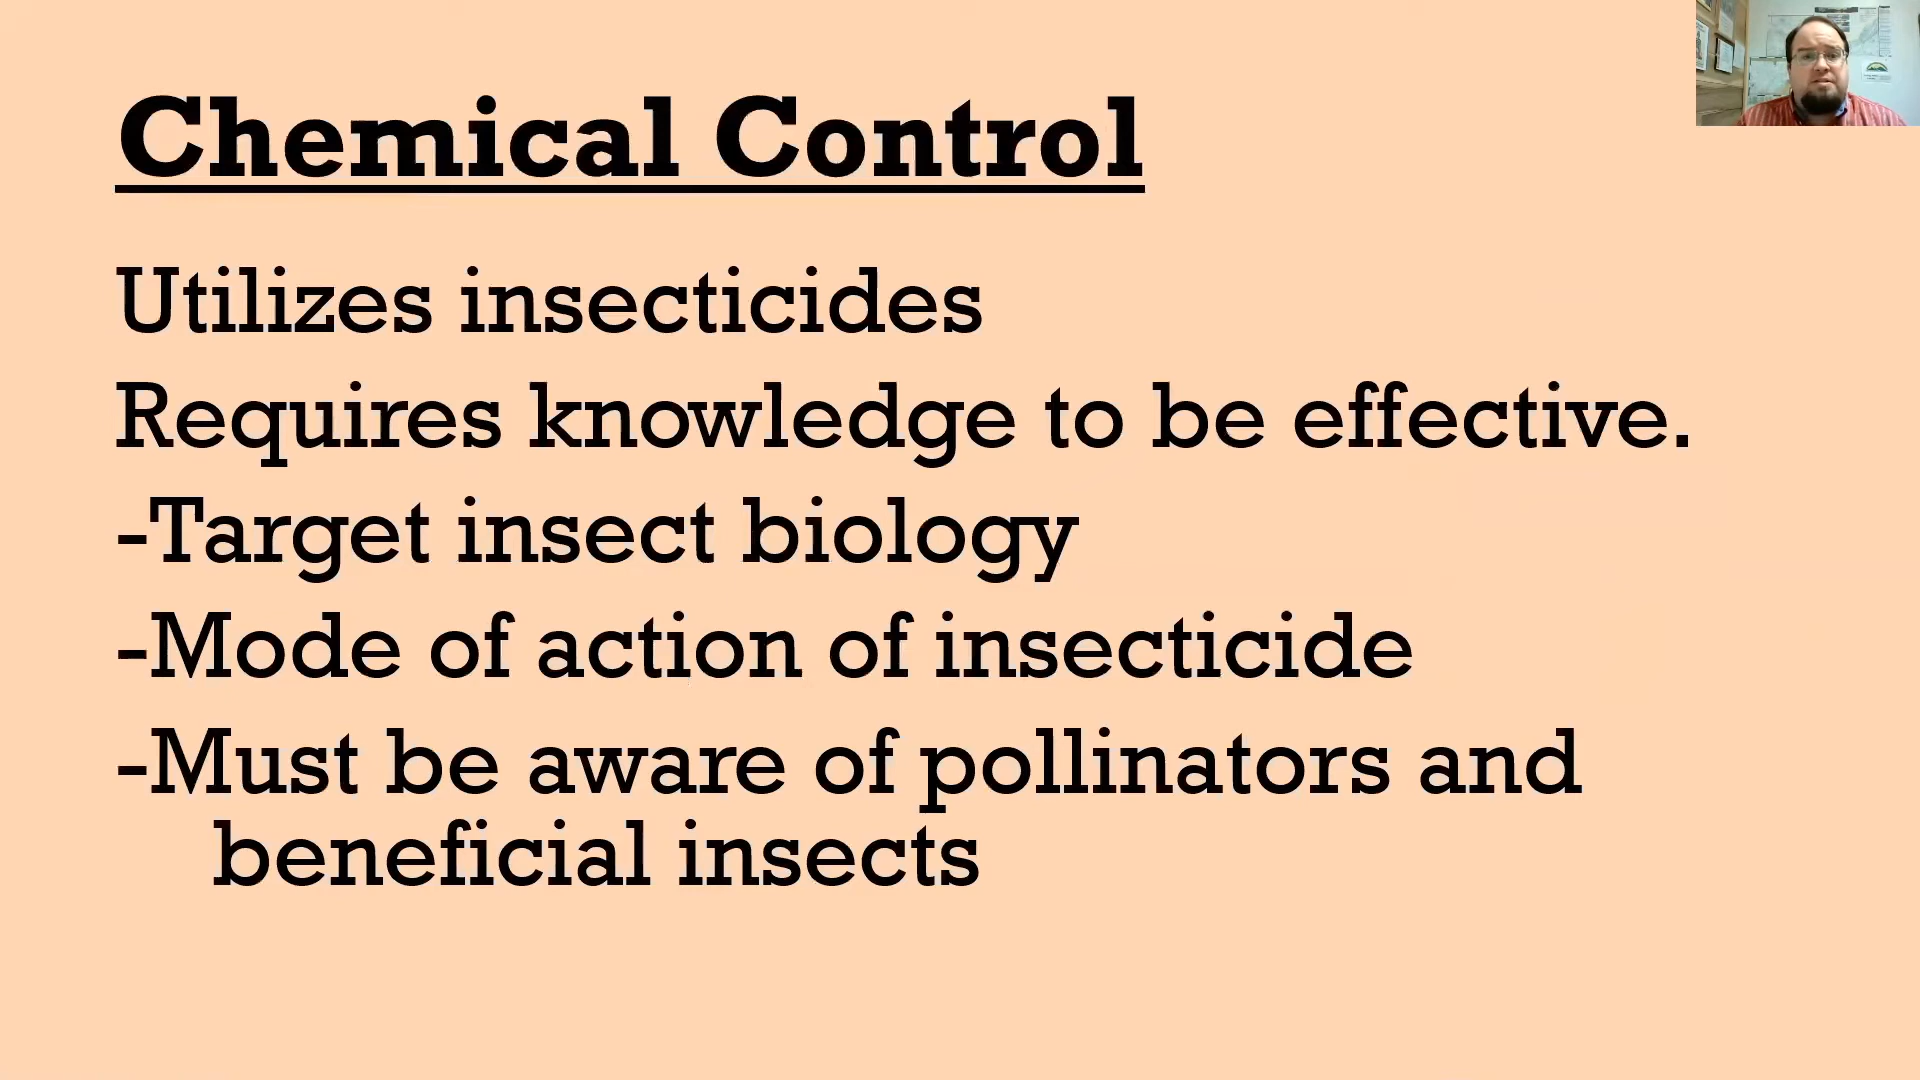 Chemical Control
Utilizes insecticides
Requires knowledge to be effective.
-Target insect biology
-Mode of action of insecticide
-Must be aware of pollinators and
beneficial insects